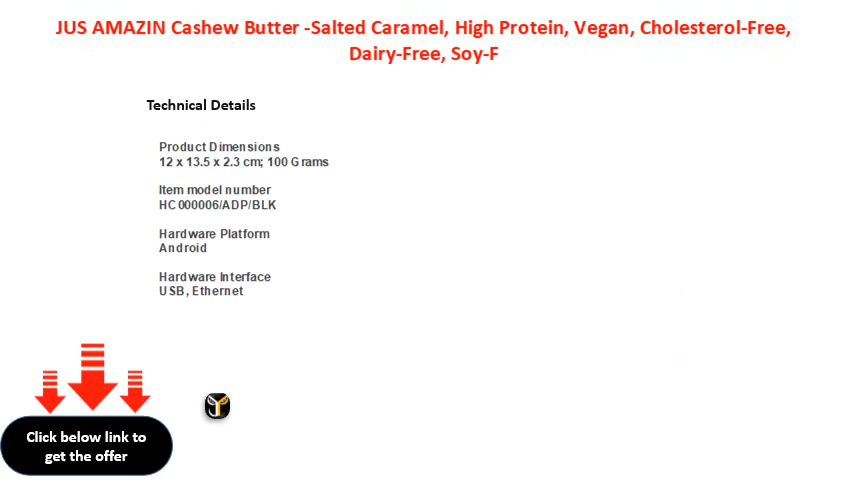 JUS AMAZIN Cashew Butter -Salted Caramel, High Protein, Vegan, Cholesterol-Free,
Dairy-Free, Soy-F
Technical Details
Product Dimensions
12 x 13.5 x 2.3 cm; 100 Grams
Item model number
HC000006/ADP/BLK
Hardware Platform
Android
Hardware Interface
USB, Ethernet
Click below link to
get the offer